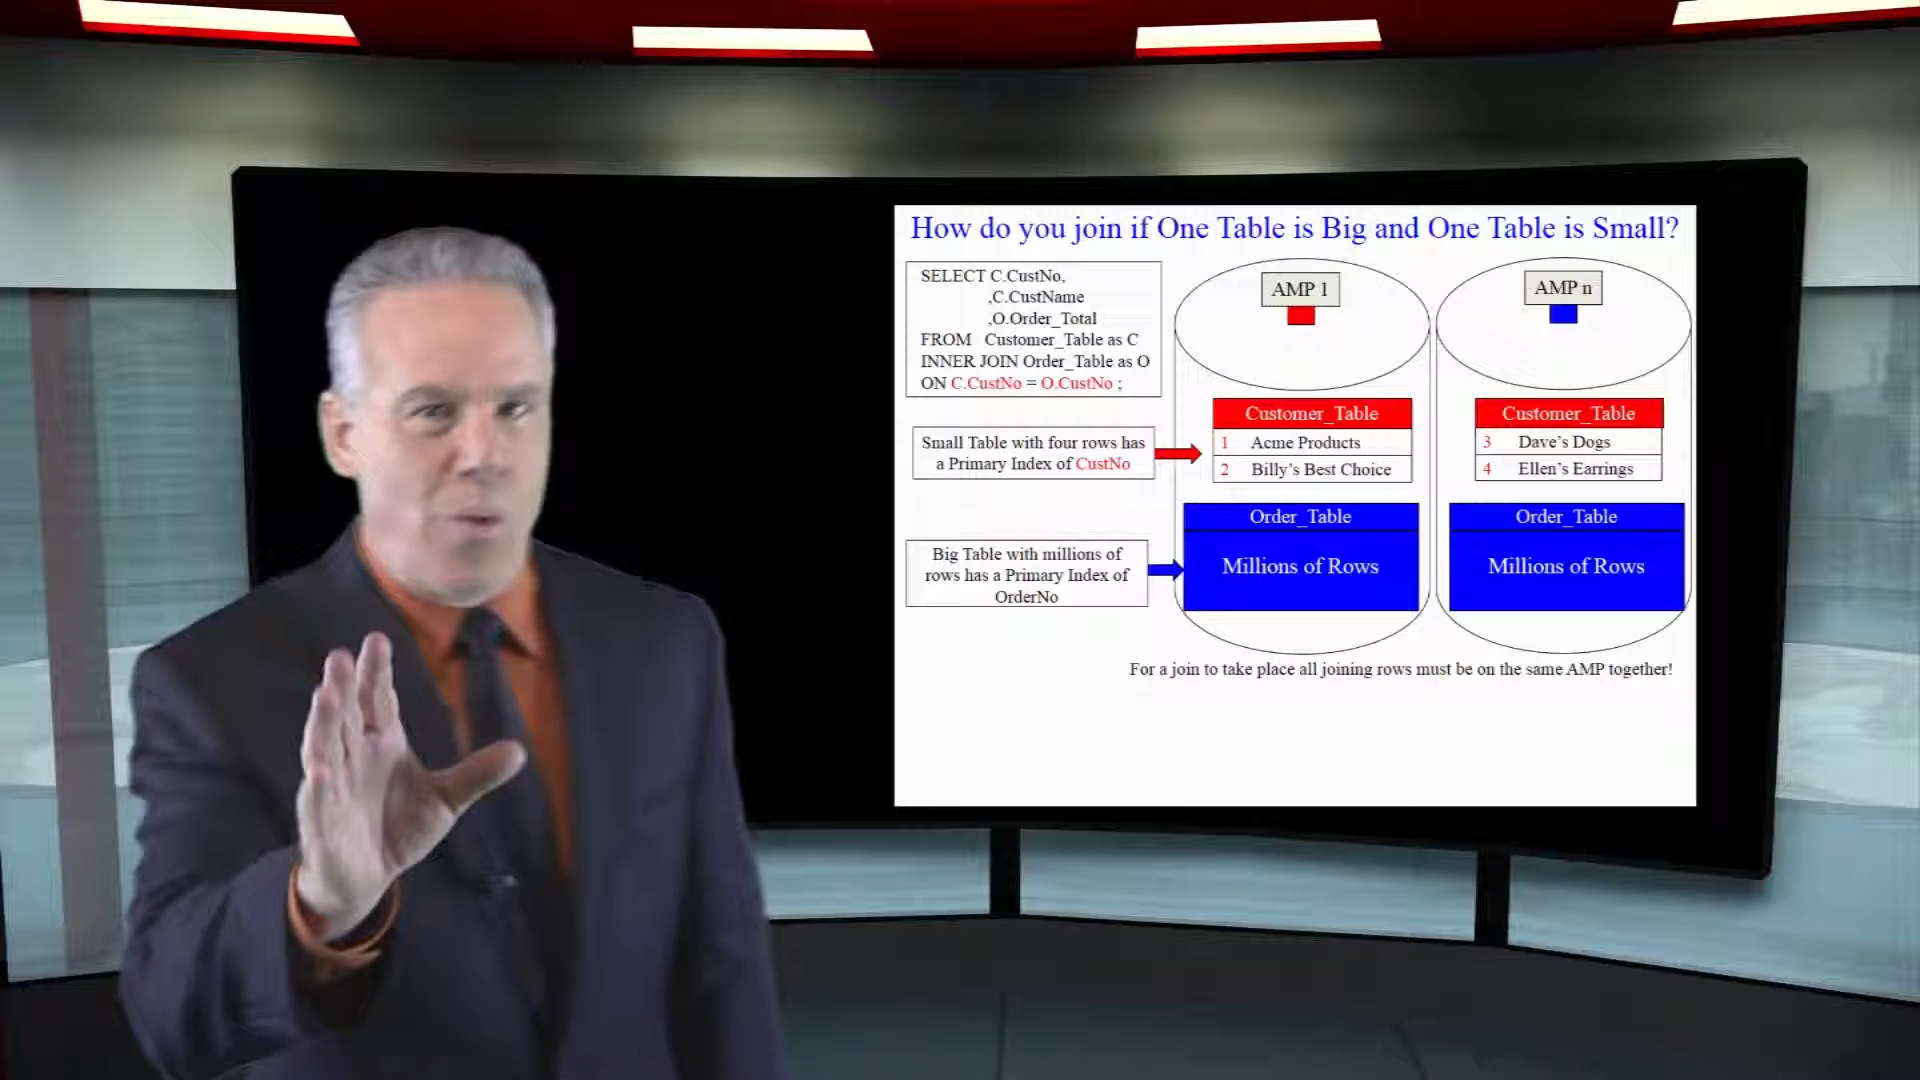 How do you join if One Table is Big and One Table is Small?
SELECT C.CustNo,
,C.CustName
,O.Order_Total
FROM Customer_Table as C
INNER JOIN Order_Table as O
ON C.CustNo = O.CustNo ;
AMP 1
AMP n
Small Table with four rows has
a Primary Index of CustNo
Customer_Table
1 Acme Products
2 Billy's Best Choice
Customer_Table
3 Dave's Dogs
4 Ellen's Earrings
Big Table with millions of
rows has a Primary Index of
OrderNo
Order_Table
Millions of Rows
Order_Table
Millions of Rows
For a join to take place all joining rows must be on the same AMP together!